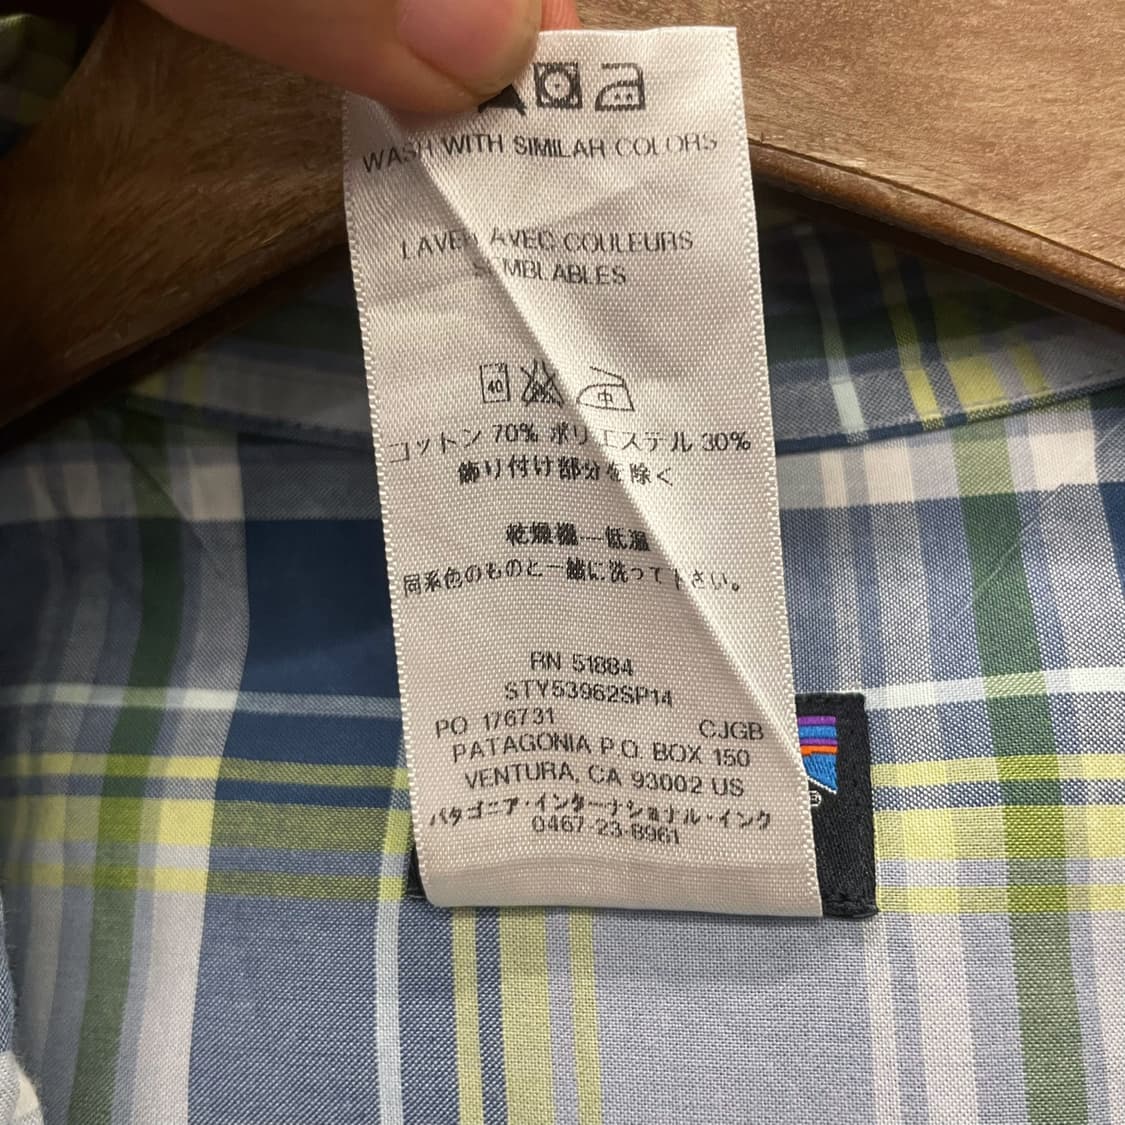 WASH WITH SIMILAR COLORS
LAVER AVEC COULEURS
SEMBLABLES
40 中
コットン 70% ポリエステル 30%
飾り付け部分を除く
乾燥機—低温
同系色のものと一緒に洗って下さい。
RN 51884
STY53962SP14
PO 176731 CJGB
PATAGONIA P.O. BOX 150
VENTURA, CA 93002 US
パタゴニア・インターナショナル・インク
0467-23-8961
®